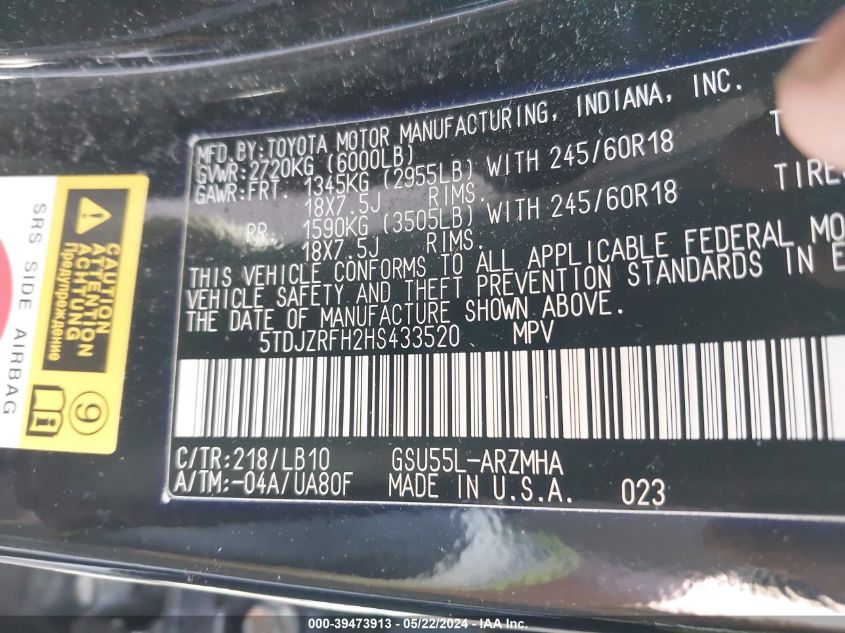 MFD.BY:TOYOTA MOTOR MANUFACTURING, INDIANA, INC.
GVWR:2720KG (6000LB)
GAWR:FRT. 1345KG (2955LB) WITH 245/60R18
18X7.5J RIMS.
RR. 1590KG (3505LB) WITH 245/60R18 TIRE
18X7.5J RIMS.
THIS VEHICLE CONFORMS TO ALL APPLICABLE FEDERAL MO
VEHICLE SAFETY AND THEFT PREVENTION STANDARDS IN E
THE DATE OF MANUFACTURE SHOWN ABOVE.
5TDJZRFH2HS433520 MPV
C/TR:218/LB10 GSU55L-ARZMHA
A/TM:-04A/UA80F MADE IN U.S.A. 023
SRS SIDE AIRBAG
CAUTION
ATTENTION
ACHTUNG
Предупреждение
9
000-39473913 - 05/22/2024 - IAA Inc.